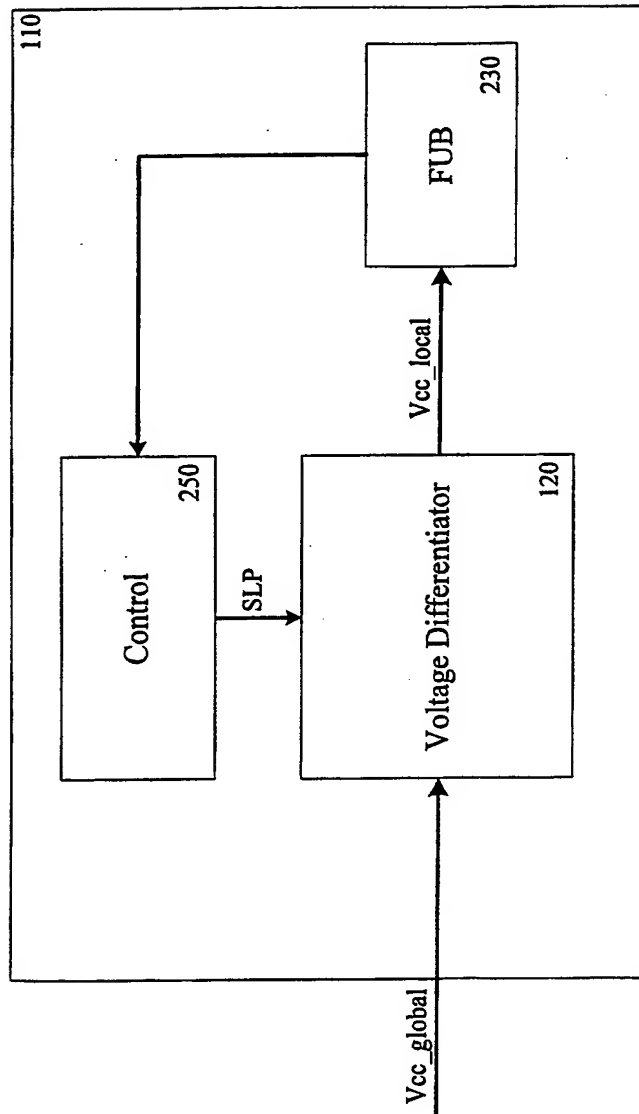 110
Control
250
SLP
Vcc_global
Voltage Differentiator
120
Vcc_local
FUB
230